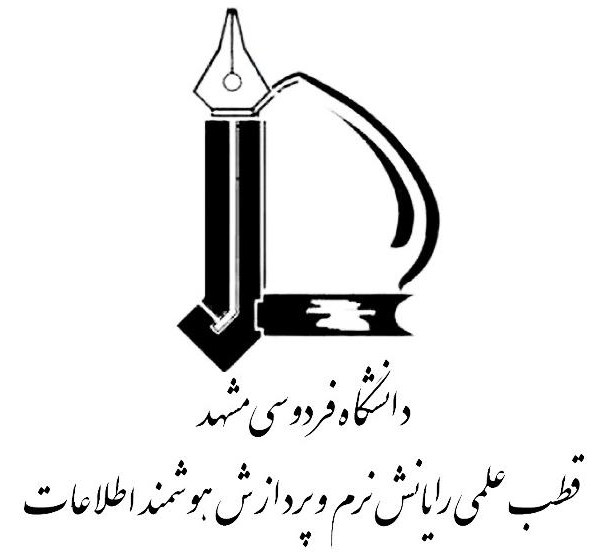 دانشگاه فردوسی مشهد
قطب علمی رایانش نرم و پردازش هوشمند اطلاعات